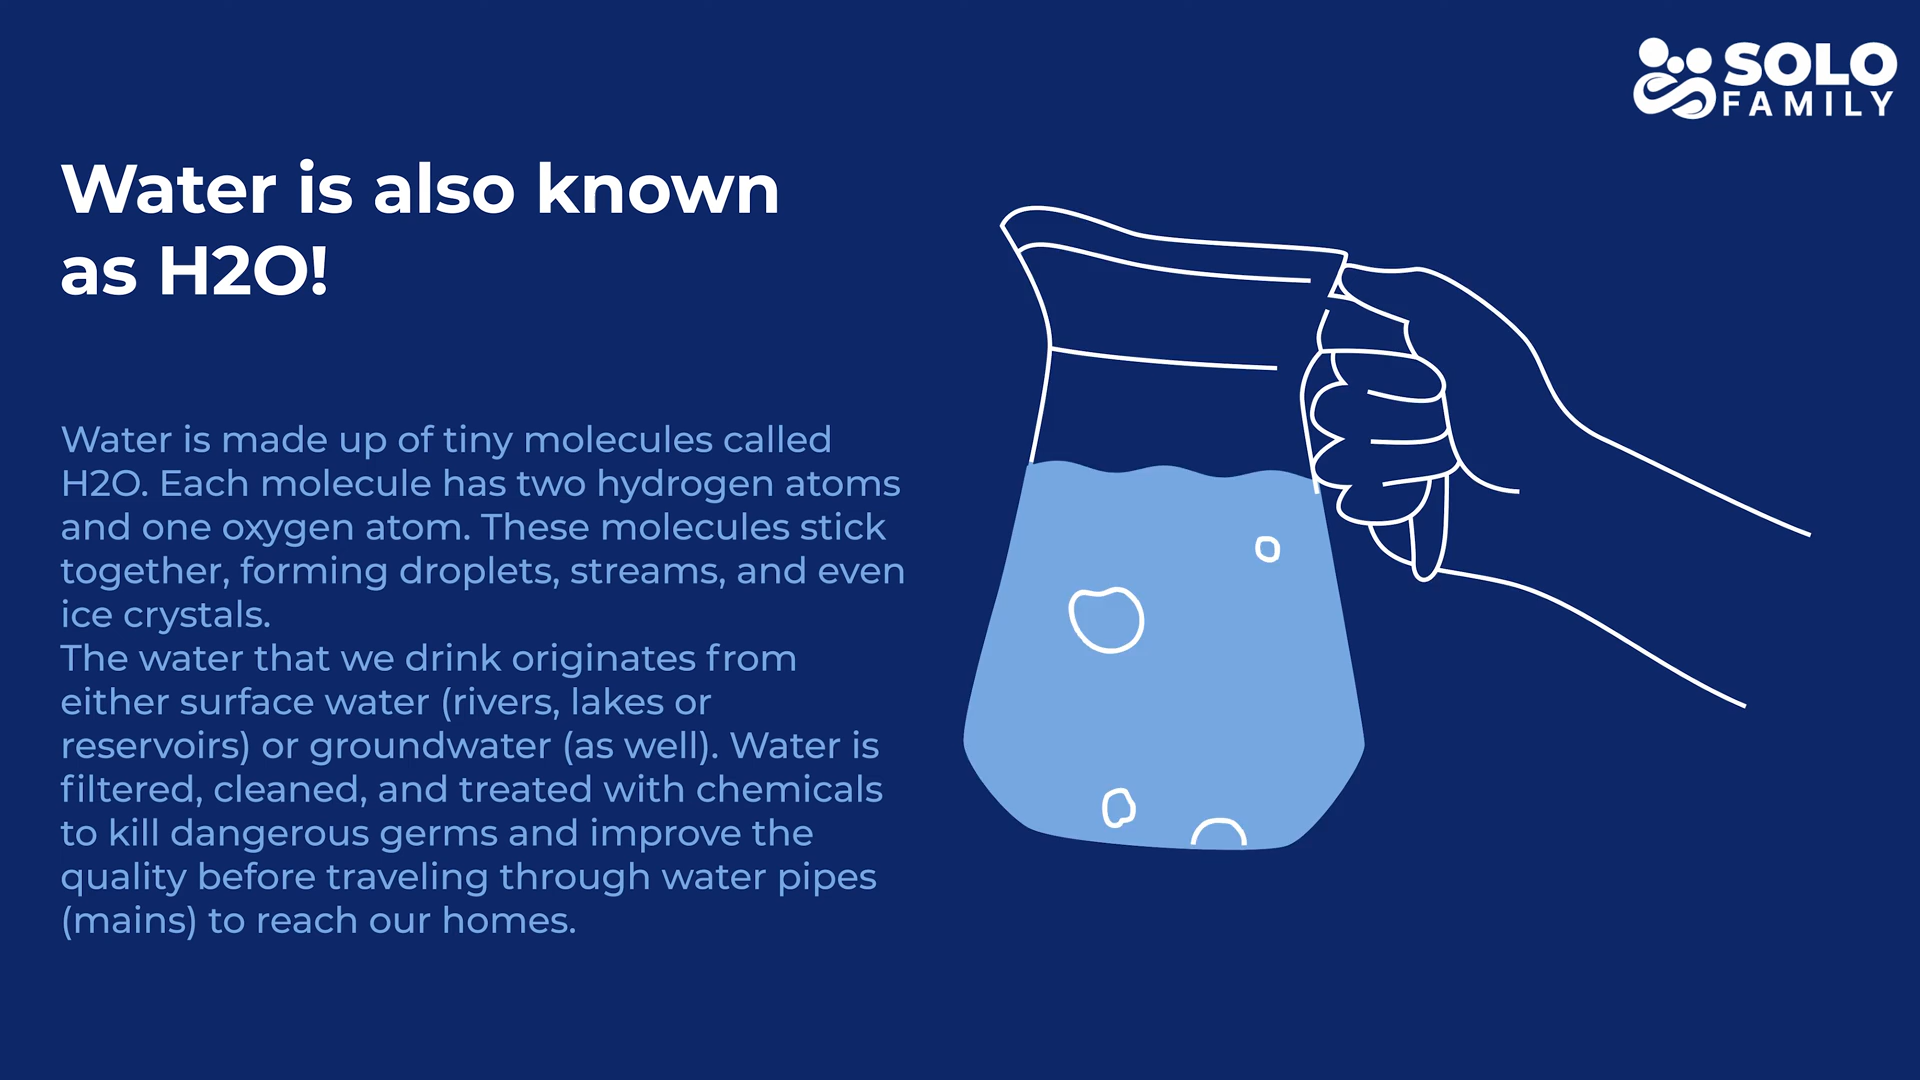 SOLO
FAMILY
Water is also known
as H2O!
Water is made up of tiny molecules called
H2O. Each molecule has two hydrogen atoms
and one oxygen atom. These molecules stick
together, forming droplets, streams, and even
ice crystals.
The water that we drink originates from
either surface water (rivers, lakes or
reservoirs) or groundwater (as well). Water is
filtered, cleaned, and treated with chemicals
to kill dangerous germs and improve the
quality before traveling through water pipes
(mains) to reach our homes.